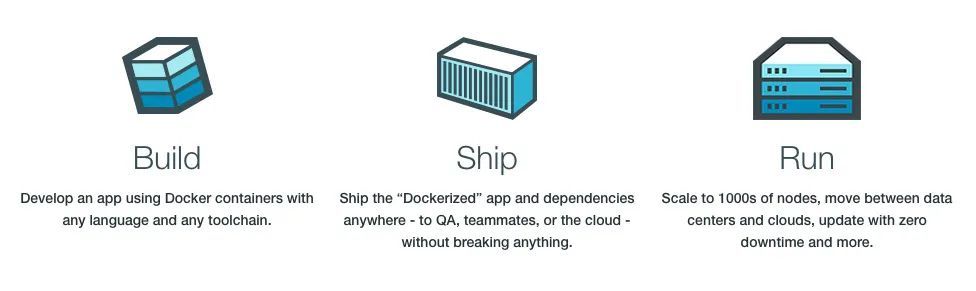 Build
Develop an app using Docker containers with
any language and any toolchain.
Ship
Ship the “Dockerized” app and dependencies
anywhere - to QA, teammates, or the cloud -
without breaking anything.
Run
Scale to 1000s of nodes, move between data
centers and clouds, update with zero
downtime and more.